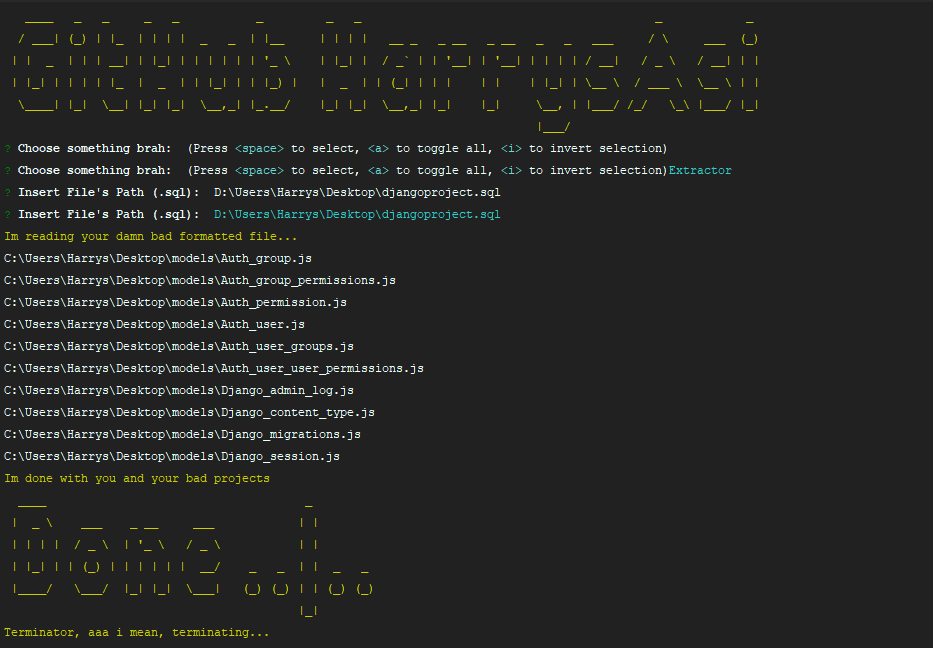 GitHub HarrysAsi
? Choose something brah: (Press <space> to select, <a> to toggle all, <i> to invert selection)
? Choose something brah: (Press <space> to select, <a> to toggle all, <i> to invert selection)Extractor
? Insert File's Path (.sql): D:\Users\Harrys\Desktop\djangoproject.sql
? Insert File's Path (.sql): D:\Users\Harrys\Desktop\djangoproject.sql
Im reading your damn bad formatted file...
C:\Users\Harrys\Desktop\models\Auth_group.js
C:\Users\Harrys\Desktop\models\Auth_group_permissions.js
C:\Users\Harrys\Desktop\models\Auth_permission.js
C:\Users\Harrys\Desktop\models\Auth_user.js
C:\Users\Harrys\Desktop\models\Auth_user_groups.js
C:\Users\Harrys\Desktop\models\Auth_user_user_permissions.js
C:\Users\Harrys\Desktop\models\Django_admin_log.js
C:\Users\Harrys\Desktop\models\Django_content_type.js
C:\Users\Harrys\Desktop\models\Django_migrations.js
C:\Users\Harrys\Desktop\models\Django_session.js
Im done with you and your bad projects
Done..|..
Terminator, aaa i mean, terminating...